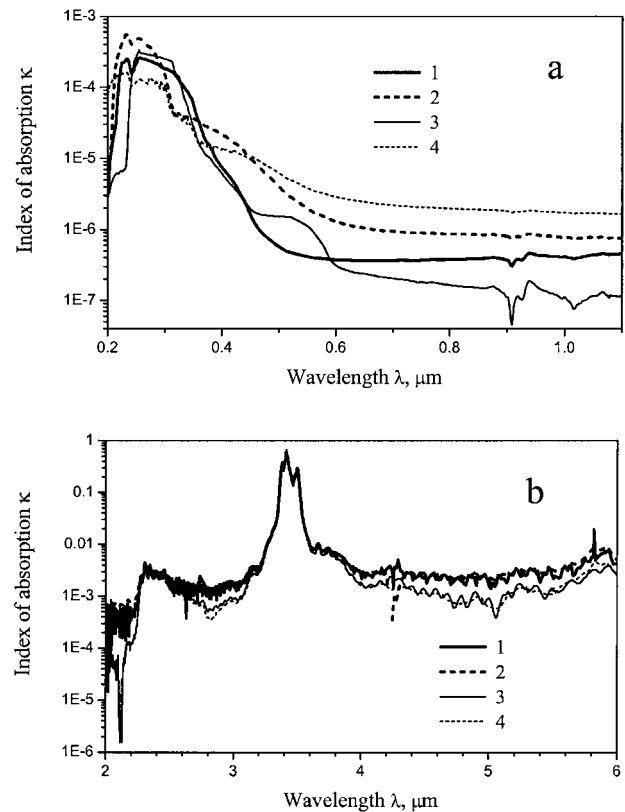 1E-3
a
1E-4
1
2
3
4
1E-5
1E-6
1E-7
0.2
0.4
0.6
0.8
1.0
Index of absorption κ
Wavelength λ, μm
1
b
0.1
0.01
1E-3
1E-4
1
2
3
4
1E-5
1E-6
2
3
4
5
6
Index of absorption κ
Wavelength λ, μm